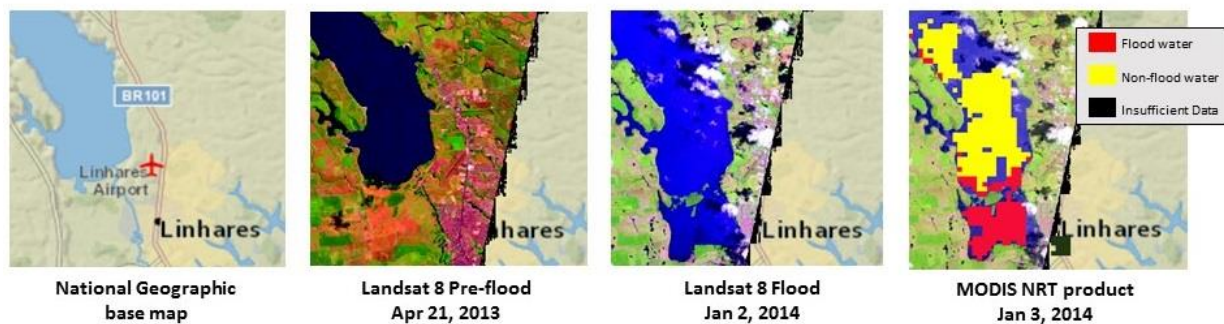 BR101
Linhares
Airport
Linhares
National Geographic
base map
Landsat 8 Pre-flood
Apr 21, 2013
hares
Landsat 8 Flood
Jan 2, 2014
Linhares
Flood water
Non-flood water
Insufficient Data
Linhares
MODIS NRT product
Jan 3, 2014